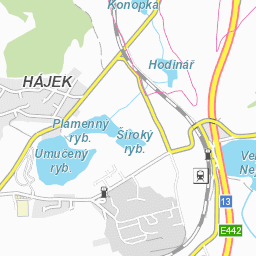 Konopka
Hodinář
HÁJEK
Plamenný
ryb.
Široký
ryb.
Umučený
ryb.
13
E442